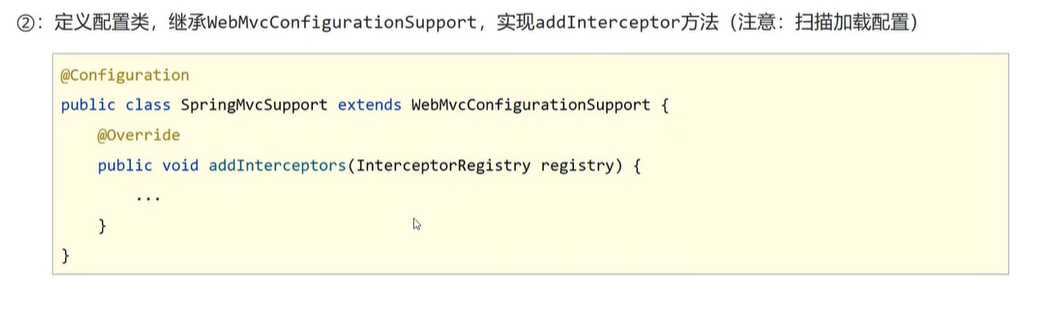 ②：定义配置类，继承WebMvcConfigurationSupport，实现addInterceptor方法（注意：扫描加载配置）
@Configuration
public class SpringMvcSupport extends WebMvcConfigurationSupport {
    @Override
    public void addInterceptors(InterceptorRegistry registry) {
        ...
    }
}